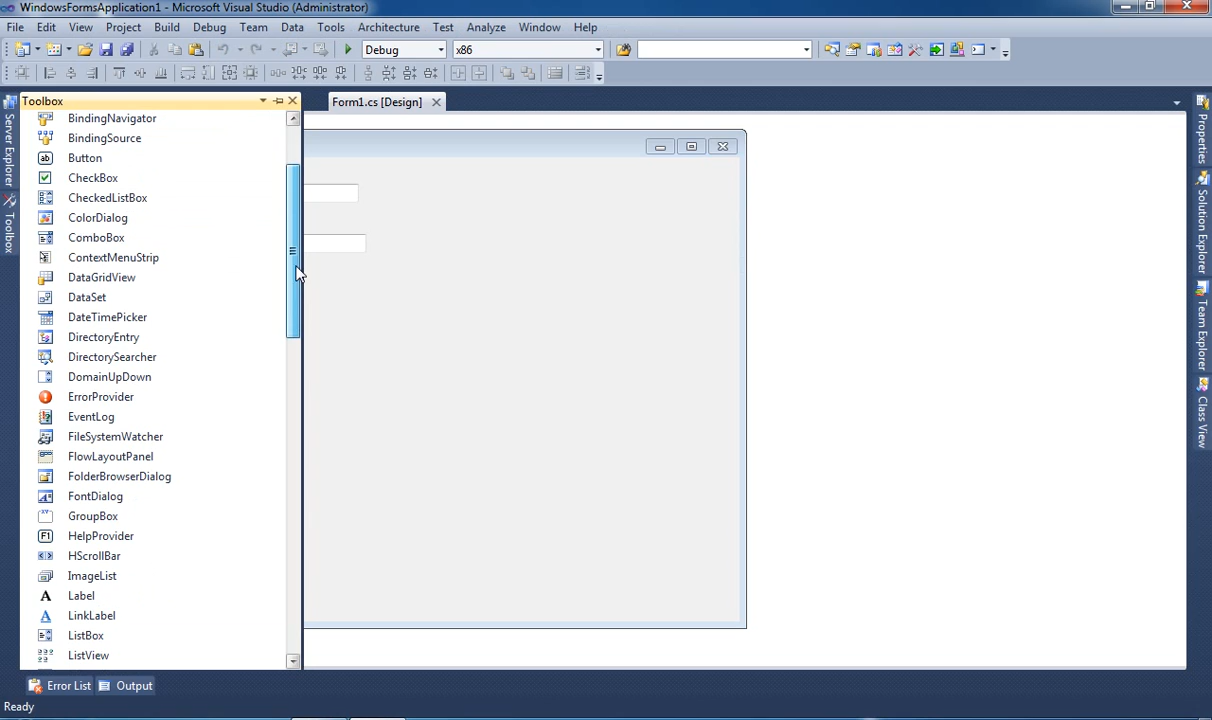 WindowsFormsApplication1 - Microsoft Visual Studio (Administrator)
File Edit View Project Build Debug Team Data Tools Architecture Test Analyze Window Help
Debug x86
Toolbox
Form1.cs [Design]
Server Explorer
Toolbox
BindingNavigator
BindingSource
ab Button
CheckBox
CheckedListBox
ColorDialog
ComboBox
ContextMenuStrip
DataGridView
DataSet
DateTimePicker
DirectoryEntry
DirectorySearcher
DomainUpDown
ErrorProvider
EventLog
FileSystemWatcher
FlowLayoutPanel
FolderBrowserDialog
FontDialog
XY GroupBox
F1 HelpProvider
HScrollBar
ImageList
A Label
A LinkLabel
ListBox
ListView
Properties
Solution Explorer
Team Explorer
Class View
Error List Output
Ready